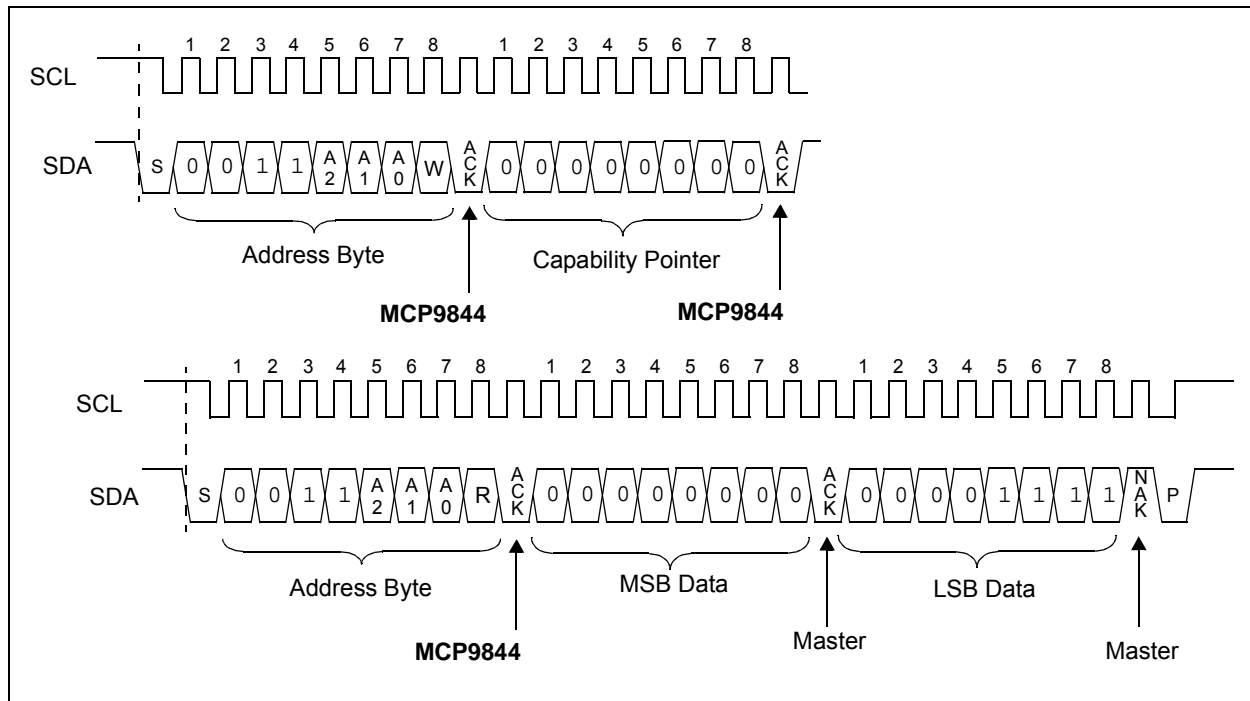 1 2 3 4 5 6 7 8 1 2 3 4 5 6 7 8
SCL
SDA S 0 0 1 1 A2 A1 A0 W ACK 0 0 0 0 0 0 0 0 ACK
Address Byte Capability Pointer
MCP9844 MCP9844
1 2 3 4 5 6 7 8 1 2 3 4 5 6 7 8 1 2 3 4 5 6 7 8
SCL
SDA S 0 0 1 1 A2 A1 A0 R ACK 0 0 0 0 0 0 0 0 ACK 0 0 0 0 1 1 1 1 NAK P
Address Byte MSB Data LSB Data
MCP9844 Master Master